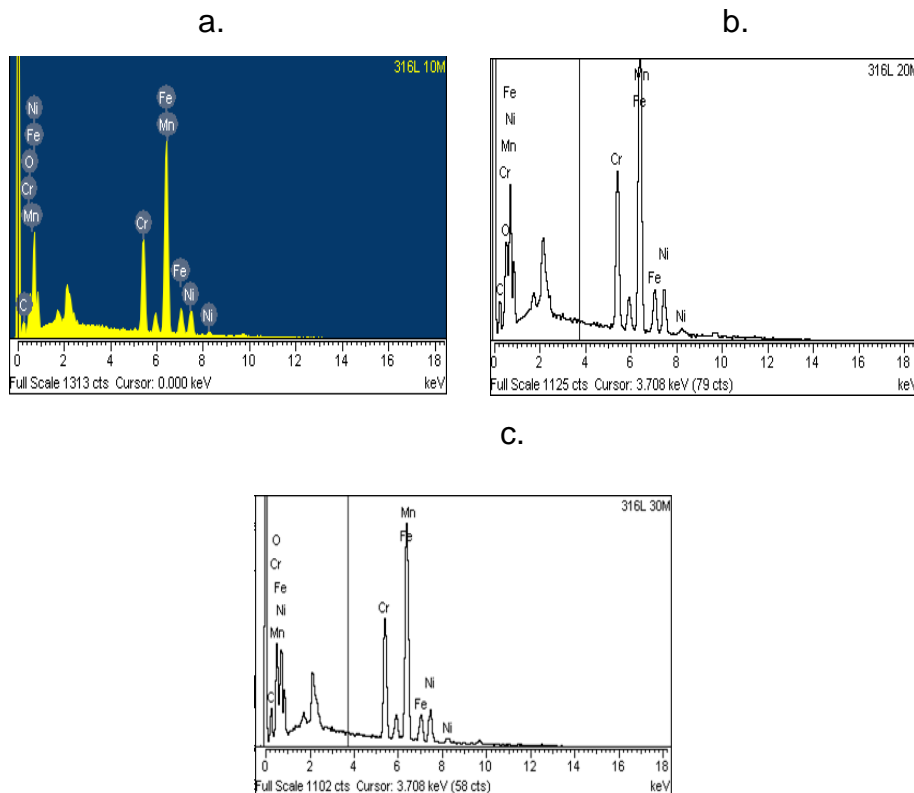 a.
316L 10M
Ni
Fe
O
Cr
Mn
C
Fe
Mn
Cr
Fe
Ni
Ni
0 2 4 6 8 10 12 14 16 18
Full Scale 1313 cts Cursor: 0.000 keV keV
b.
316L 20M
Fe
Ni
Mn
Cr
O
C
Mn
Fe
Cr
Ni
Fe
Ni
0 2 4 6 8 10 12 14 16 18
Full Scale 1125 cts Cursor: 3.708 keV (79 cts) keV
c.
316L 30M
O
Cr
Fe
Ni
Mn
C
Mn
Fe
Cr
Ni
Fe
Ni
0 2 4 6 8 10 12 14 16 18
Full Scale 1102 cts Cursor: 3.708 keV (58 cts) keV